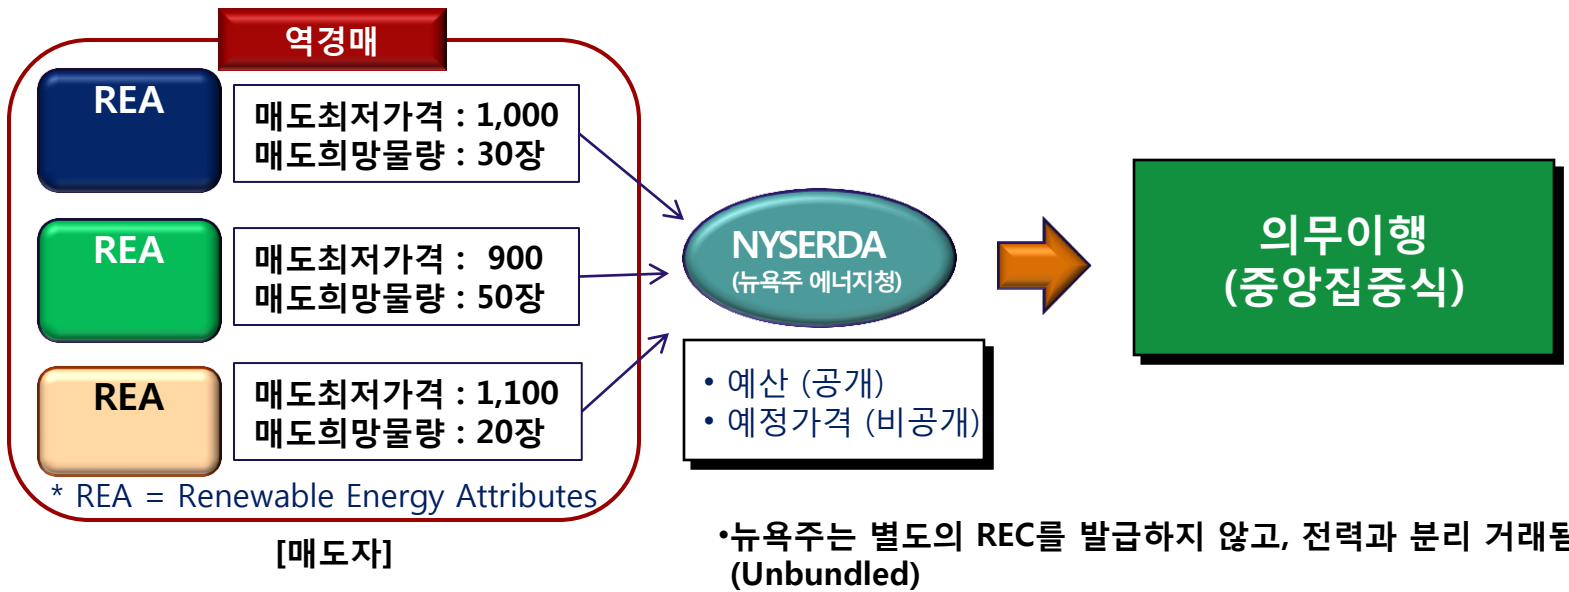 역경매
REA
매도최저가격 : 1,000
매도희망물량 : 30장
REA
매도최저가격 : 900
매도희망물량 : 50장
REA
매도최저가격 : 1,100
매도희망물량 : 20장
* REA = Renewable Energy Attributes
[매도자]
NYSERDA
(뉴욕주 에너지청)
• 예산 (공개)
• 예정가격 (비공개)
의무이행
(중앙집중식)
•뉴욕주는 별도의 REC를 발급하지 않고, 전력과 분리 거래됨
(Unbundled)